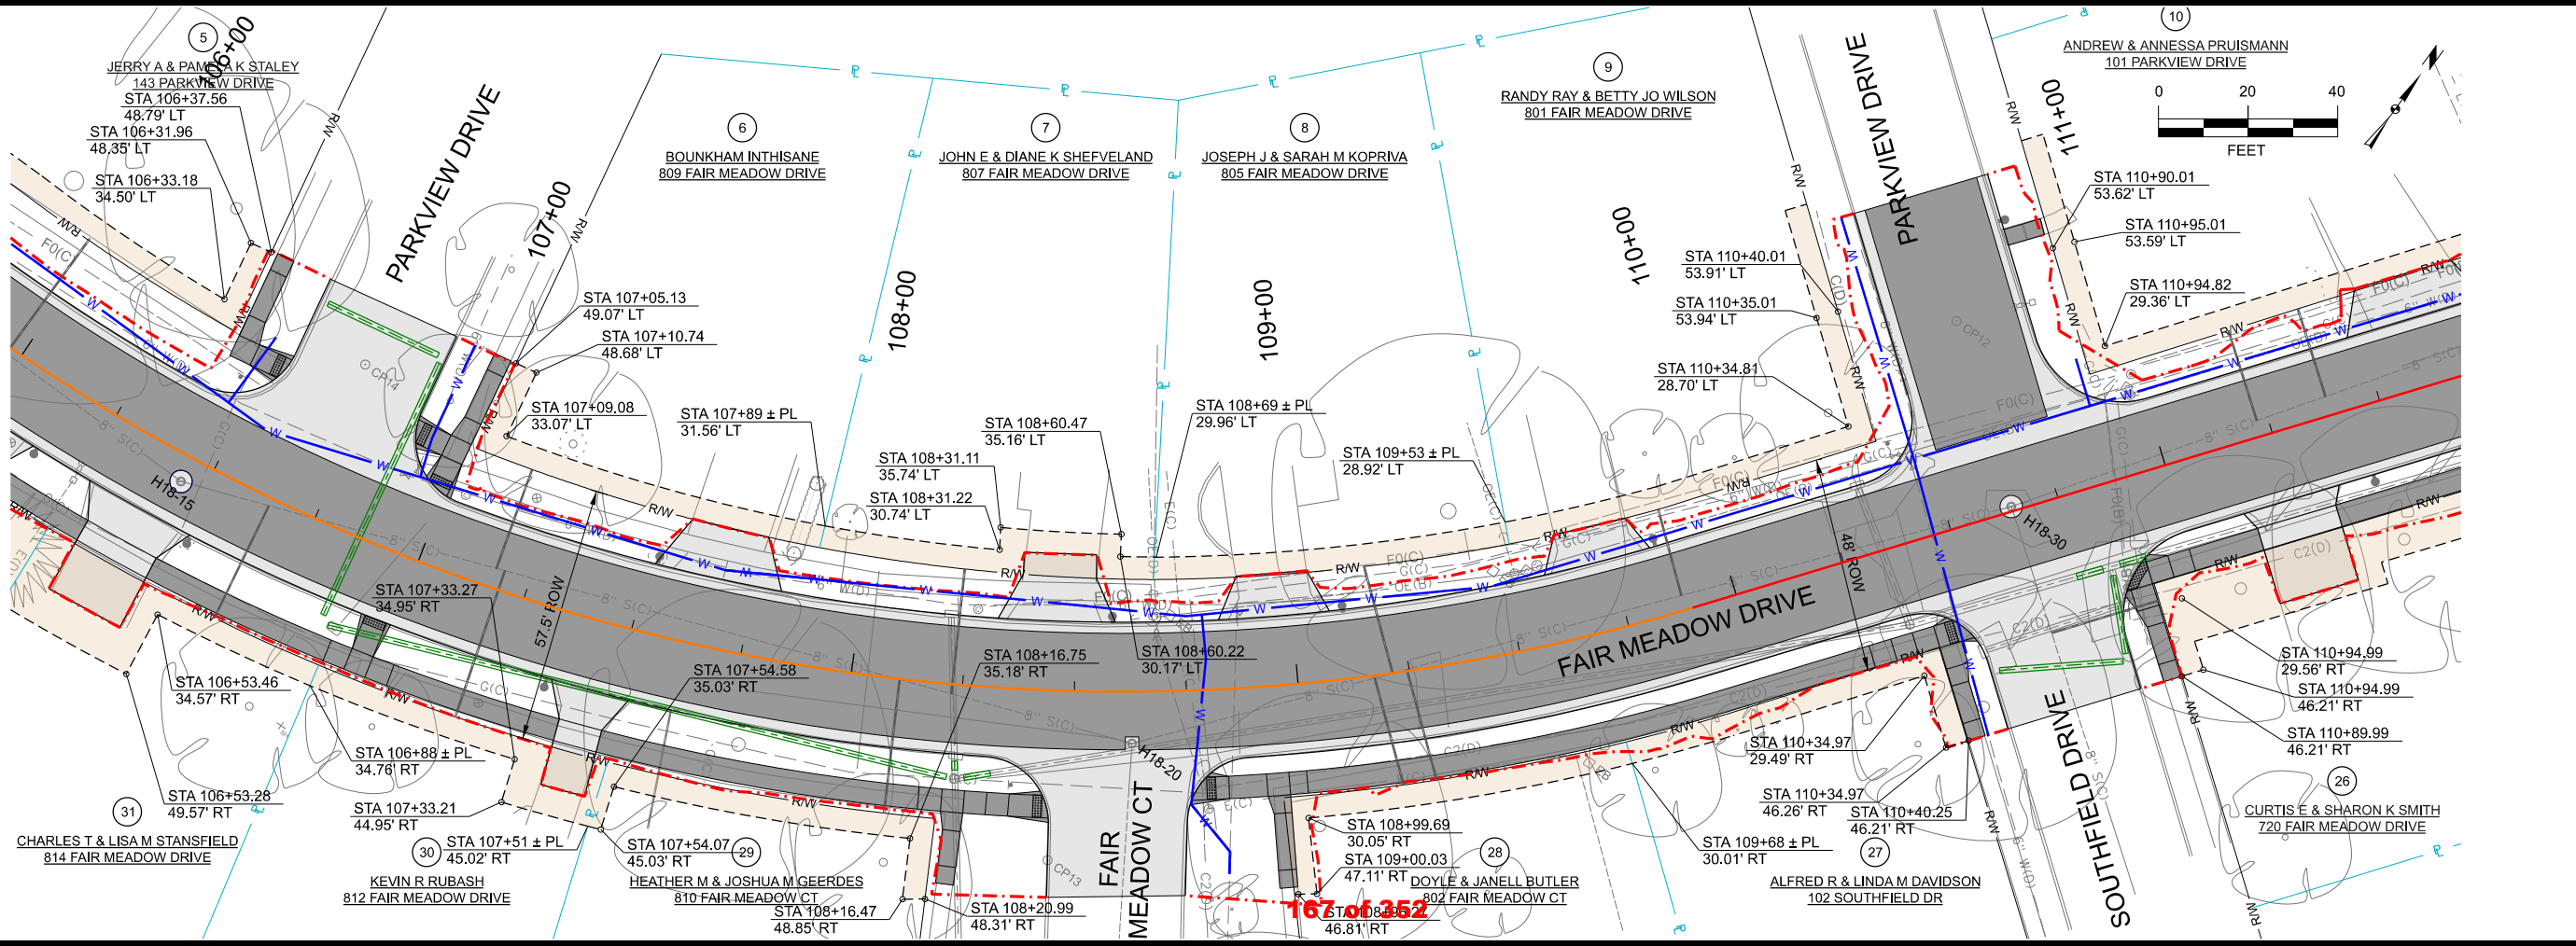 5
JERRY A & PAMELA K STALEY
143 PARKVIEW DRIVE
106+00
STA 106+37.56
48.79' LT
STA 106+31.96
48.35' LT
STA 106+33.18
34.50' LT
PARKVIEW DRIVE
107+00
STA 107+05.13
49.07' LT
STA 107+10.74
48.68' LT
STA 107+09.08
33.07' LT
6
BOUNKHAM INTHISANE
809 FAIR MEADOW DRIVE
STA 107+89 ± PL
31.56' LT
108+00
7
JOHN E & DIANE K SHEFVELAND
807 FAIR MEADOW DRIVE
STA 108+31.11
35.74' LT
STA 108+31.22
30.74' LT
STA 108+60.47
35.16' LT
8
JOSEPH J & SARAH M KOPRIVA
805 FAIR MEADOW DRIVE
109+00
STA 108+69 ± PL
29.96' LT
STA 109+53 ± PL
28.92' LT
9
RANDY RAY & BETTY JO WILSON
801 FAIR MEADOW DRIVE
110+00
STA 110+40.01
53.91' LT
STA 110+35.01
53.94' LT
STA 110+34.81
28.70' LT
PARKVIEW DRIVE
PARKVIEW DRIVE
111+00
10
ANDREW & ANNESSA PRUISMANN
101 PARKVIEW DRIVE
0 20 40
FEET
STA 110+90.01
53.62' LT
STA 110+95.01
53.59' LT
STA 110+94.82
29.36' LT
R/W
CP14
CP12
CP13
H18-15
H18-20
H18-30
57.5' ROW
48' ROW
FAIR MEADOW DRIVE
8" S(C)
STA 107+33.27
34.95' RT
STA 107+54.58
35.03' RT
STA 108+16.75
35.18' RT
STA 108+60.22
30.17' LT
STA 106+53.46
34.57' RT
STA 106+88 ± PL
34.76' RT
STA 106+53.28
49.57' RT
STA 107+33.21
44.95' RT
STA 107+51 ± PL
45.02' RT
STA 107+54.07
45.03' RT
31
CHARLES T & LISA M STANSFIELD
814 FAIR MEADOW DRIVE
30
KEVIN R RUBASH
812 FAIR MEADOW DRIVE
29
HEATHER M & JOSHUA M GEERDES
810 FAIR MEADOW CT
STA 108+16.47
48.85' RT
STA 108+20.99
48.31' RT
FAIR
MEADOW CT
STA 108+99.69
30.05' RT
STA 109+00.03
47.11' RT
46.81' RT
167 of 352
28
DOYLE & JANELL BUTLER
802 FAIR MEADOW CT
STA 109+68 ± PL
30.01' RT
STA 110+34.97
29.49' RT
STA 110+34.97
46.26' RT
STA 110+40.25
46.21' RT
27
ALFRED R & LINDA M DAVIDSON
102 SOUTHFIELD DR
SOUTHFIELD DRIVE
STA 110+94.99
29.56' RT
STA 110+94.99
46.21' RT
STA 110+89.99
46.21' RT
26
CURTIS E & SHARON K SMITH
720 FAIR MEADOW DRIVE